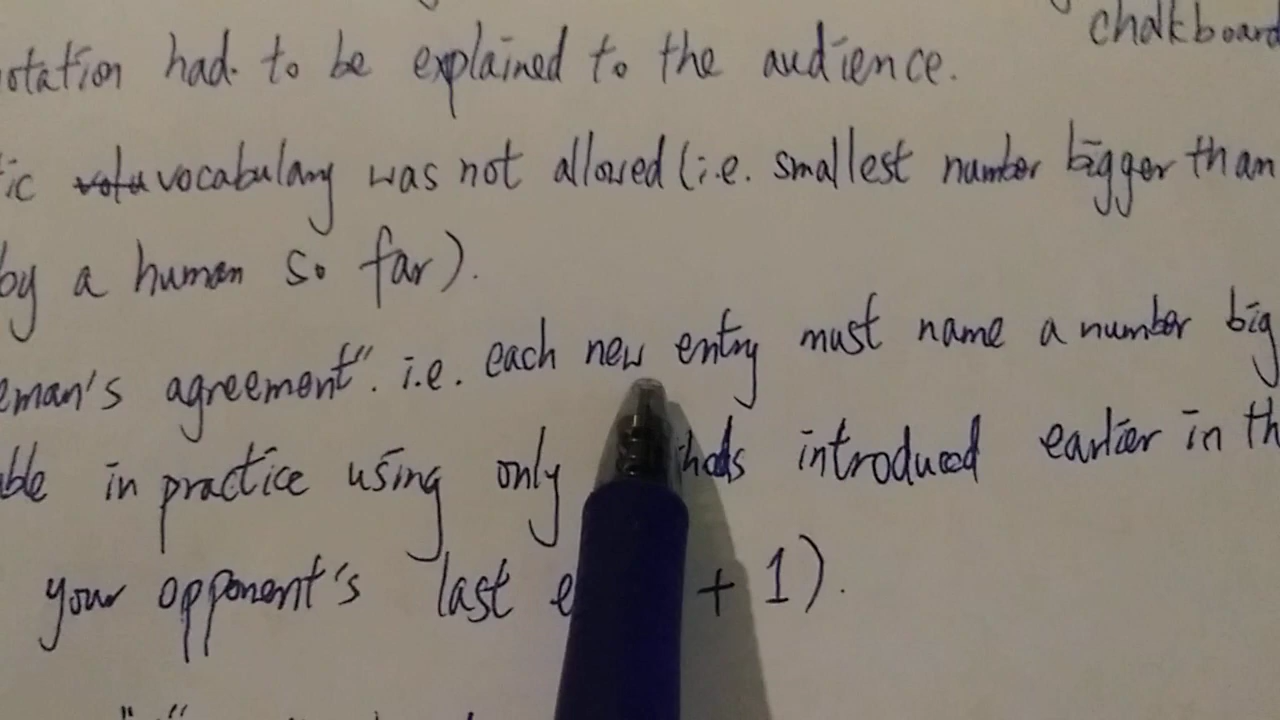 chalkboard
otation had to be explained to the audience.
ic vocabulary was not allowed (i.e. smallest number bigger than
by a human so far).
eman's agreement". i.e. each new entry must name a number big
ble in practice using only hods introduced earlier in th
your opponent's last e + 1).